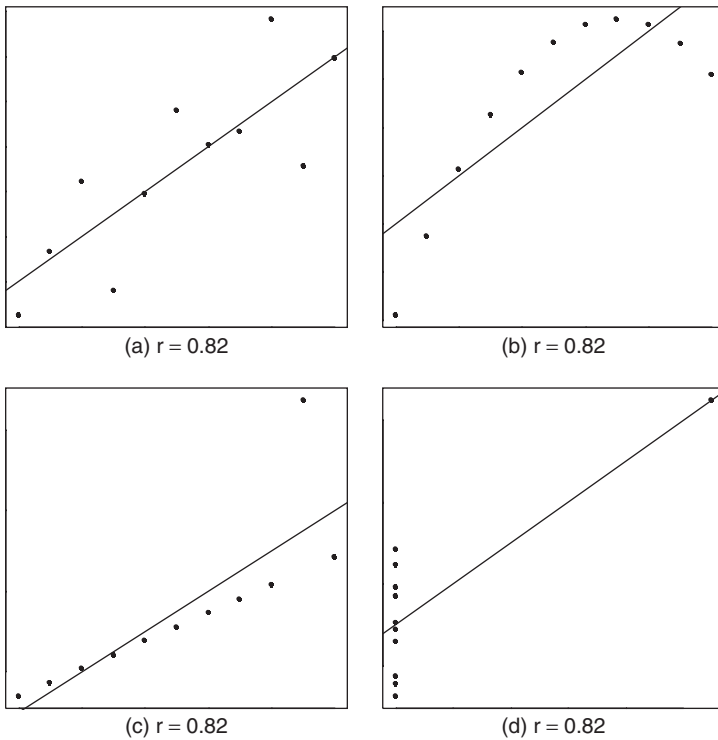 (a) r = 0.82
(b) r = 0.82
(c) r = 0.82
(d) r = 0.82